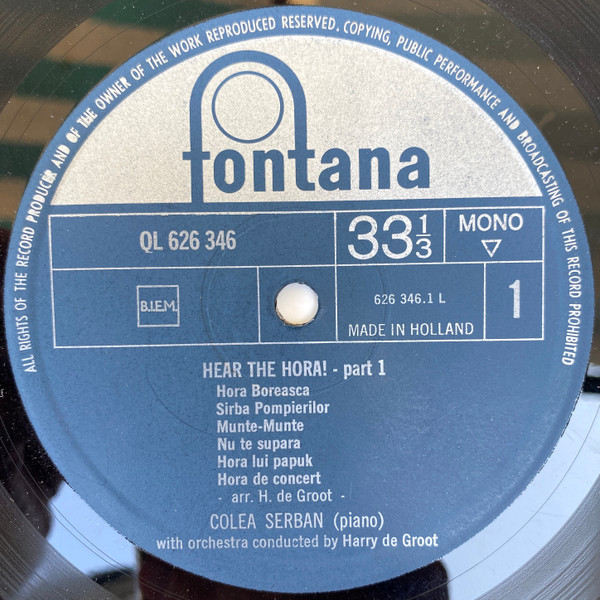 ALL RIGHTS OF THE RECORD PRODUCER AND OF THE OWNER OF THE WORK REPRODUCED RESERVED. COPYING, PUBLIC PERFORMANCE AND BROADCASTING OF THIS RECORD PROHIBITED
fontana
QL 626 346
33 1/3
MONO
B.I.E.M.
626 346.1 L
MADE IN HOLLAND
1
HEAR THE HORA! - part 1
Hora Boreasca
Sirba Pompierilor
Munte-Munte
Nu te supara
Hora lui papuk
Hora de concert
- arr. H. de Groot -
COLEA SERBAN (piano)
with orchestra conducted by Harry de Groot